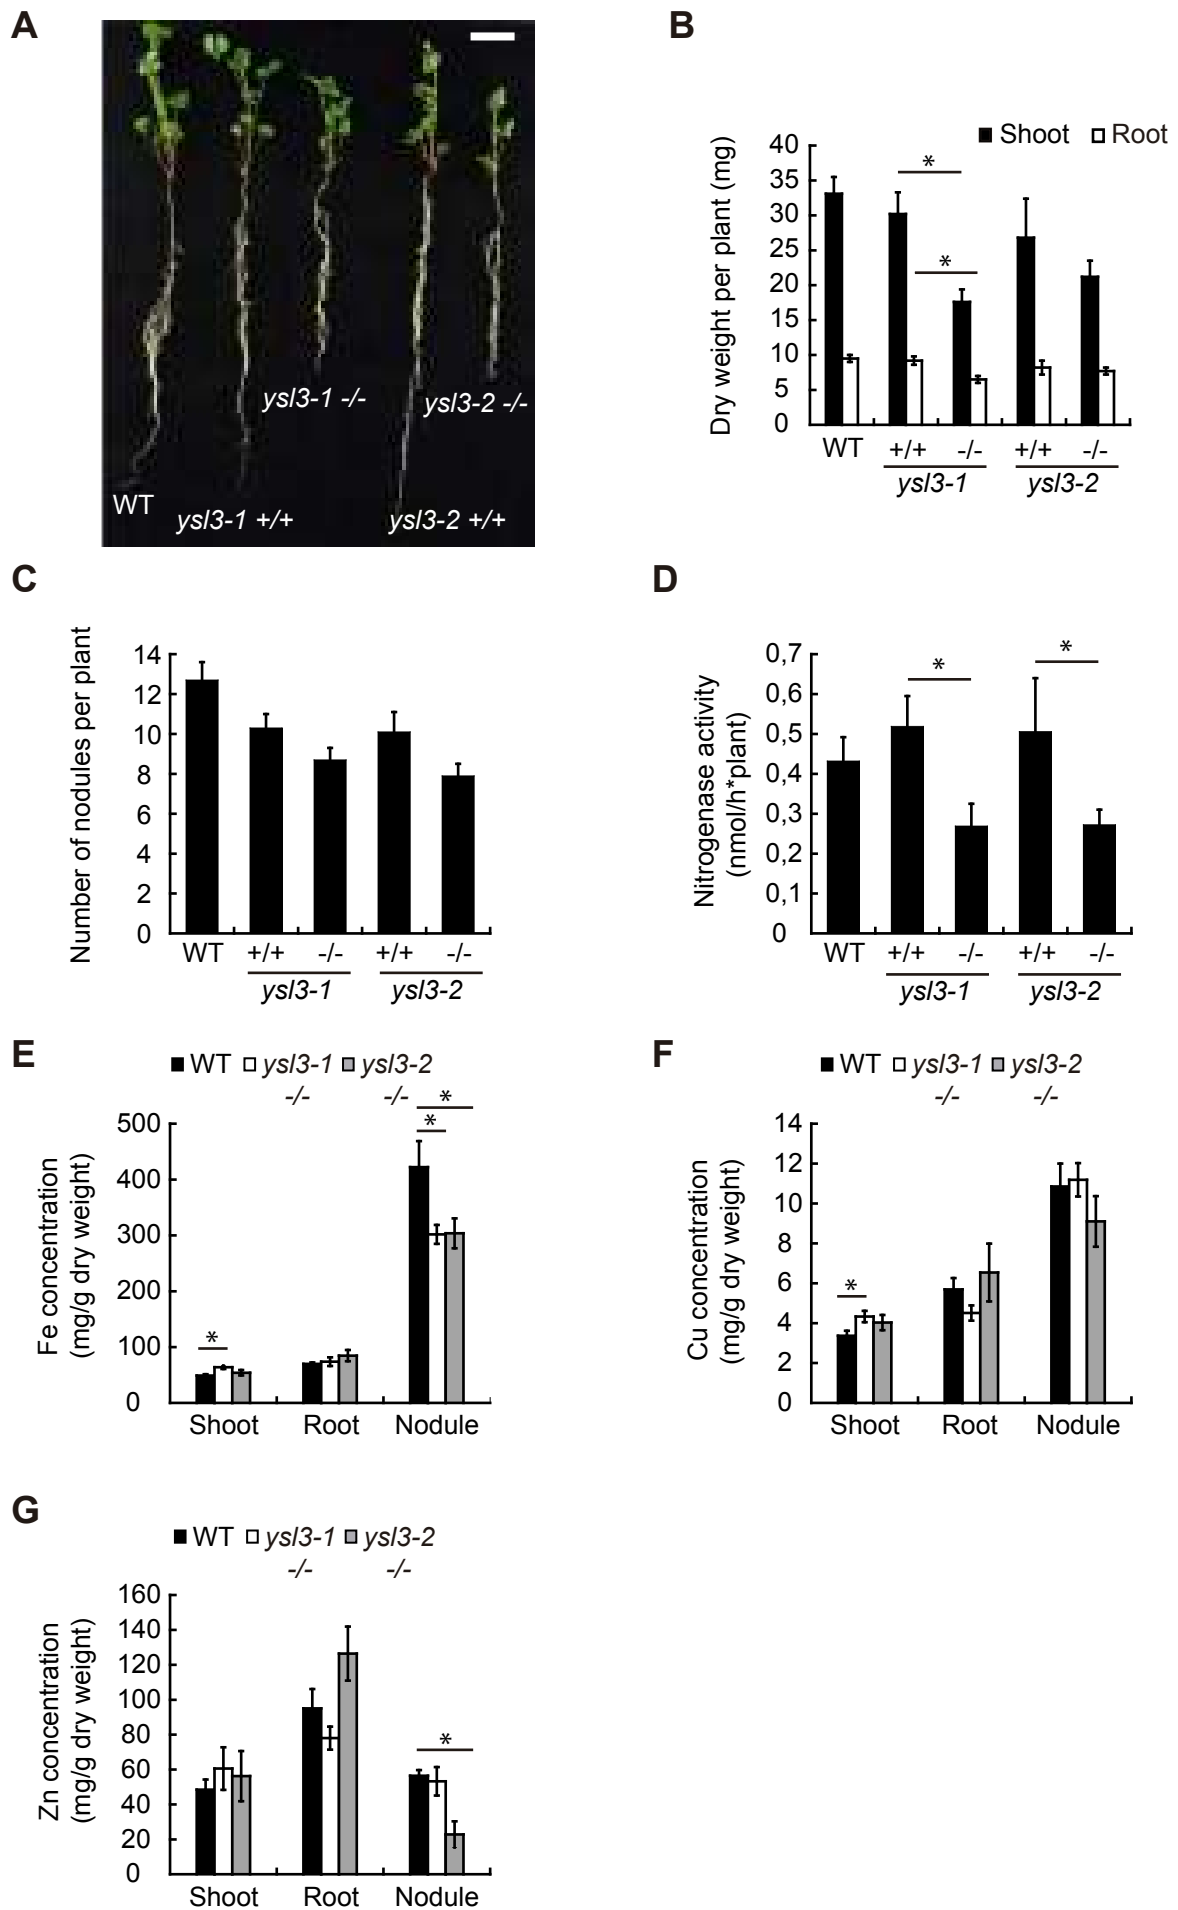 A
ysl3-1 -/-
ysl3-2 -/-
WT
ysl3-1 +/+
ysl3-2 +/+
B
Shoot Root
Dry weight per plant (mg)
40
35
30
25
20
15
10
5
0
*
*
WT +/+ -/- +/+ -/-
ysl3-1 ysl3-2
C
Number of nodules per plant
14
12
10
8
6
4
2
0
WT +/+ -/- +/+ -/-
ysl3-1 ysl3-2
D
Nitrogenase activity
(nmol/h*plant)
0,7
0,6
0,5
0,4
0,3
0,2
0,1
0
*
*
WT +/+ -/- +/+ -/-
ysl3-1 ysl3-2
E
WT ysl3-1 ysl3-2
-/- -/-
Fe concentration
(mg/g dry weight)
500
400
300
200
100
0
*
*
*
Shoot Root Nodule
F
WT ysl3-1 ysl3-2
-/- -/-
Cu concentration
(mg/g dry weight)
14
12
10
8
6
4
2
0
*
Shoot Root Nodule
G
WT ysl3-1 ysl3-2
-/- -/-
Zn concentration
(mg/g dry weight)
160
140
120
100
80
60
40
20
0
*
Shoot Root Nodule